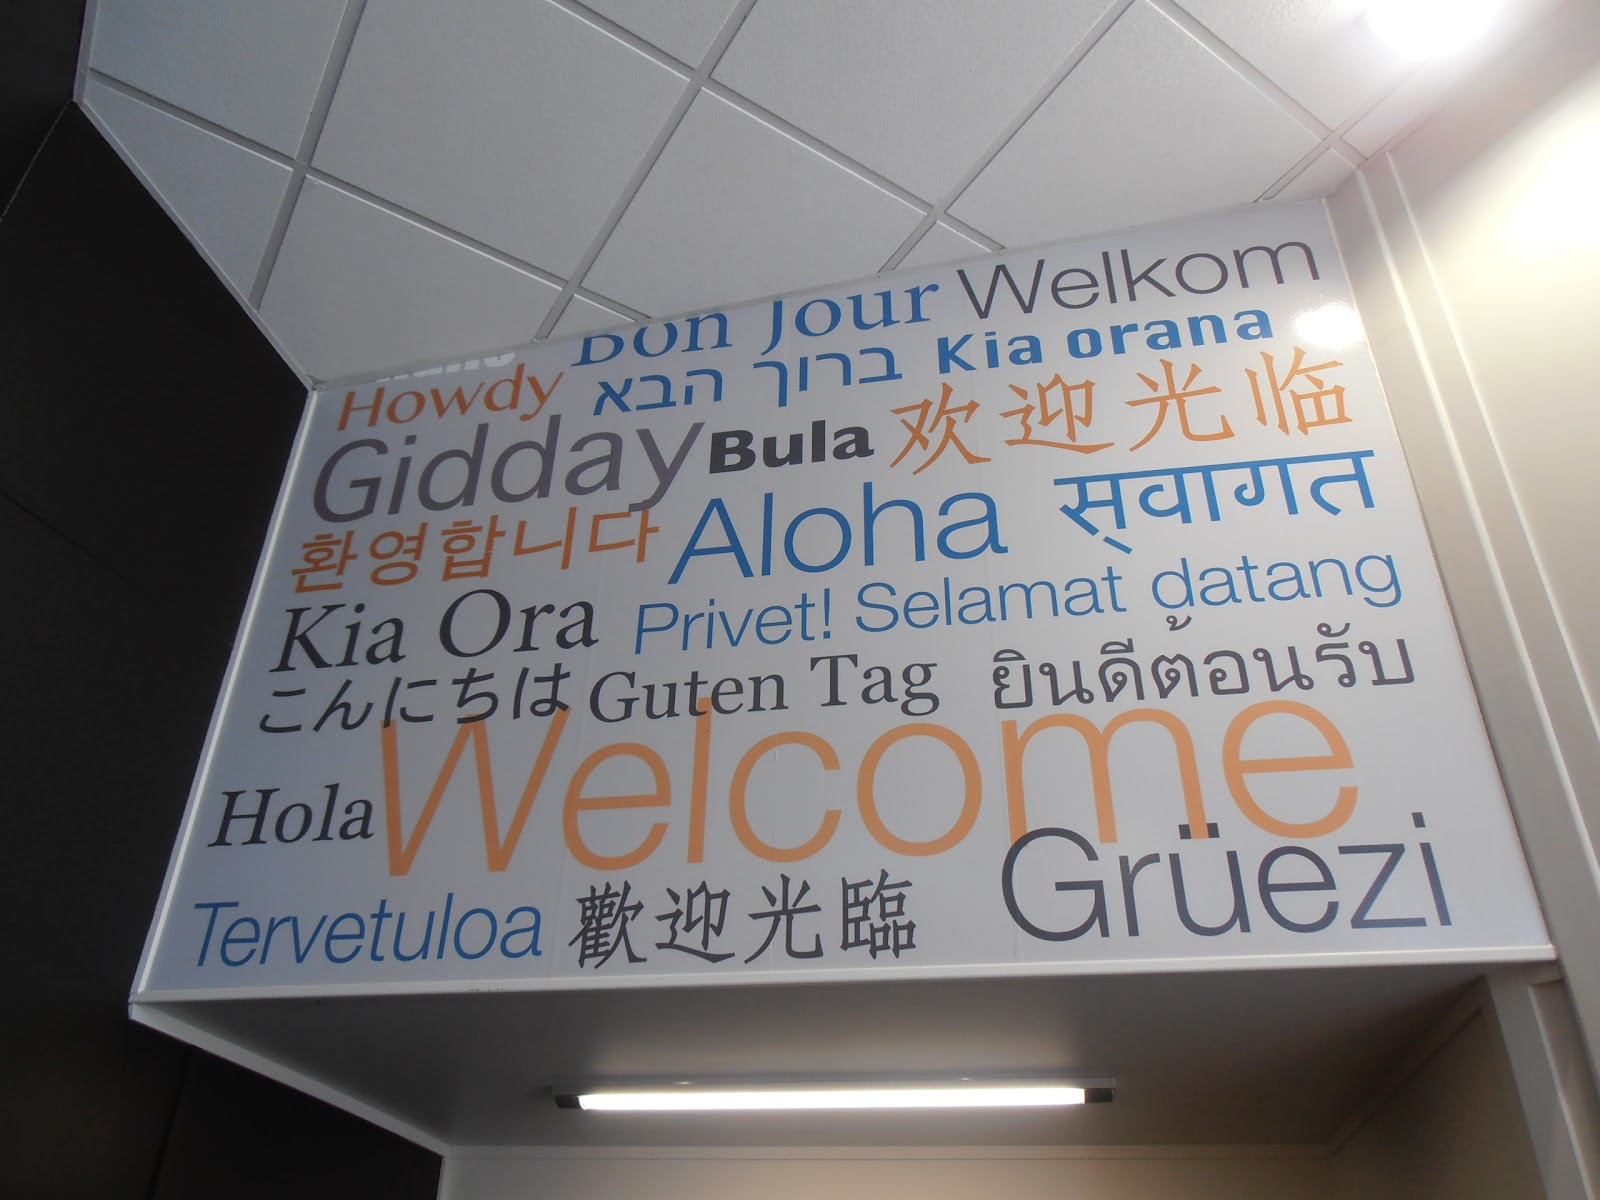 Bon Jour Welkom
Howdy ברוך הבא Kia orana
Gidday Bula 欢迎光临
환영합니다 Aloha स्वागत
Kia Ora Privet! Selamat datang
こんにちは Guten Tag ยินดีต้อนรับ
Welcome
Hola
Grüezi
Tervetuloa 歡迎光臨